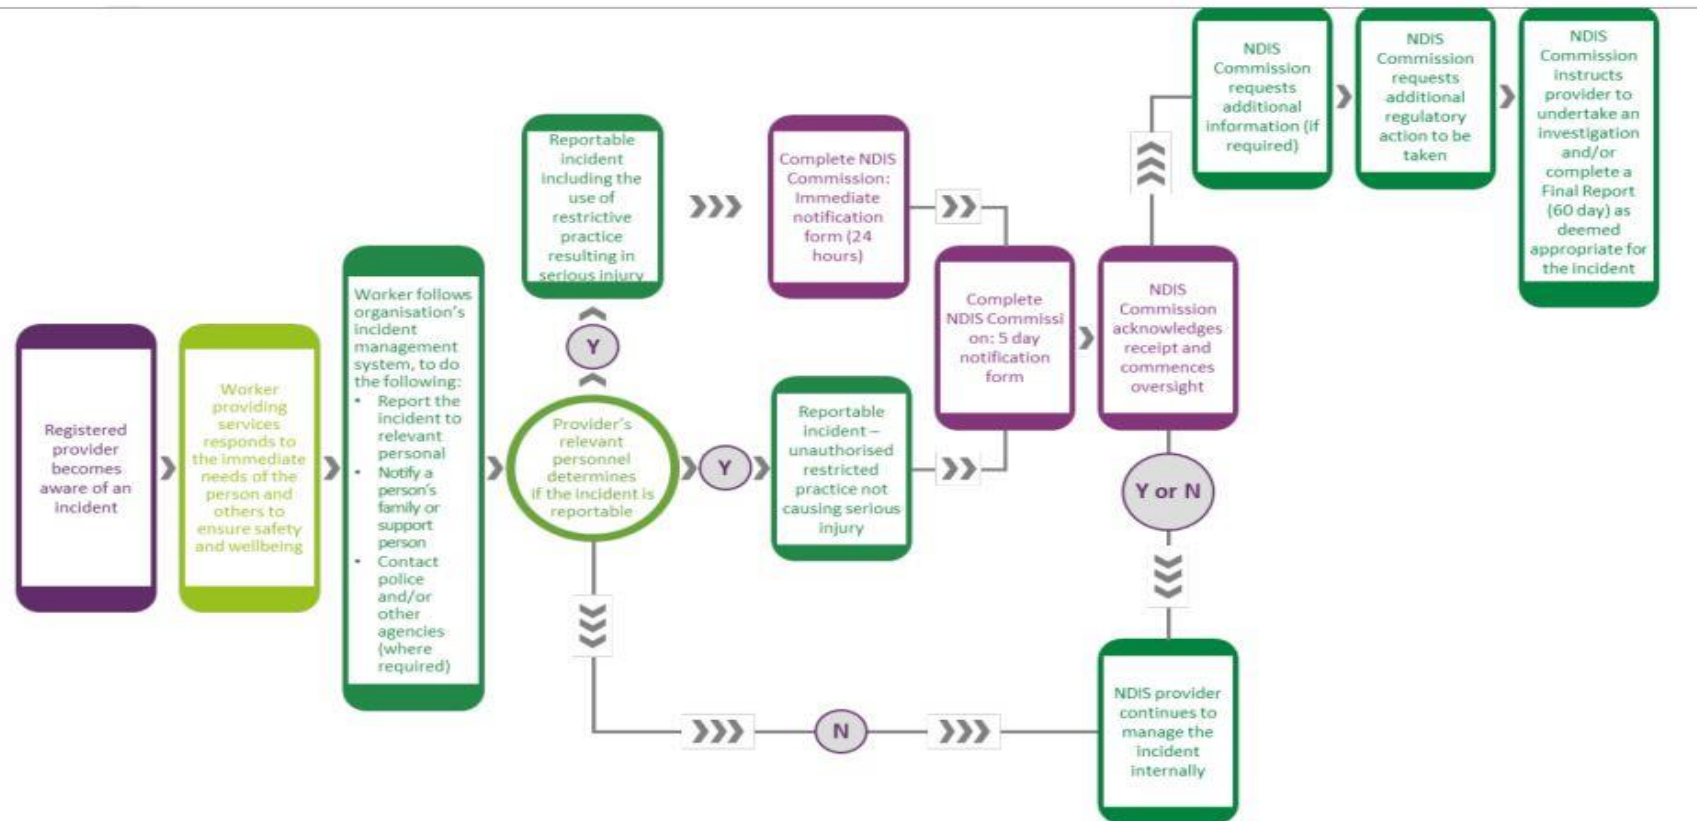 Registered
provider
becomes
aware of an
incident
Worker
providing
services
responds to
the immediate
needs of the
person and
others to
ensure safety
and wellbeing
Worker follows
organisation's
incident
management
system, to do
the following:
• Report the
incident to
relevant
personal
• Notify a
person's
family or
support
person
• Contact
police
and/or
other
agencies
(where
required)
Provider's
relevant
personnel
determines
if the incident is
reportable
Y
Reportable
incident
including the
use of
restrictive
practice
resulting in
serious injury
Complete NDIS
Commission:
Immediate
notification
form (24
hours)
Y
Reportable
incident –
unauthorised
restricted
practice not
causing serious
injury
Complete
NDIS Commissi
on: 5 day
notification
form
NDIS
Commission
acknowledges
receipt and
commences
oversight
NDIS
Commission
requests
additional
information (if
required)
NDIS
Commission
requests
additional
regulatory
action to be
taken
NDIS
Commission
instructs
provider to
undertake an
investigation
and/or
complete a
Final Report
(60 day) as
deemed
appropriate for
the incident
Y or N
N
NDIS provider
continues to
manage the
incident
internally